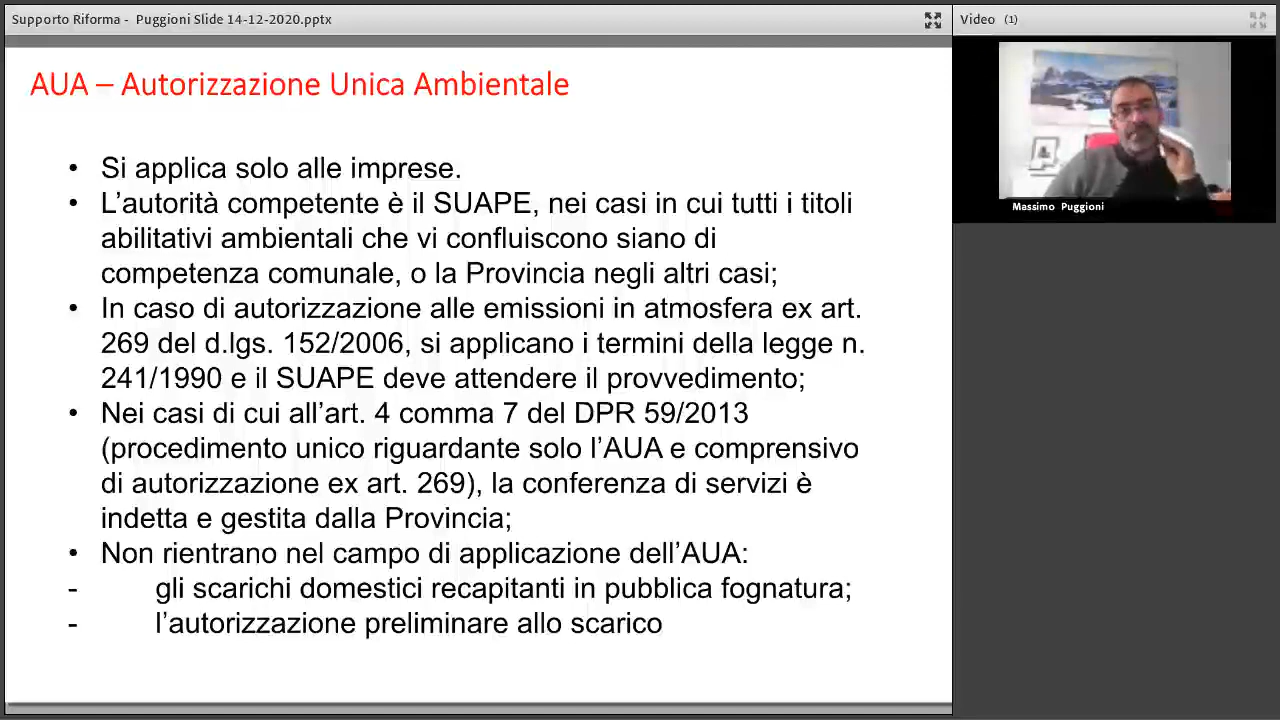 Supporto Riforma - Puggioni Slide 14-12-2020.pptx
Video (1)
AUA – Autorizzazione Unica Ambientale
• Si applica solo alle imprese.
• L’autorità competente è il SUAPE, nei casi in cui tutti i titoli
abilitativi ambientali che vi confluiscono siano di
competenza comunale, o la Provincia negli altri casi;
• In caso di autorizzazione alle emissioni in atmosfera ex art.
269 del d.lgs. 152/2006, si applicano i termini della legge n.
241/1990 e il SUAPE deve attendere il provvedimento;
• Nei casi di cui all’art. 4 comma 7 del DPR 59/2013
(procedimento unico riguardante solo l’AUA e comprensivo
di autorizzazione ex art. 269), la conferenza di servizi è
indetta e gestita dalla Provincia;
• Non rientrano nel campo di applicazione dell’AUA:
- gli scarichi domestici recapitanti in pubblica fognatura;
- l’autorizzazione preliminare allo scarico
Massimo Puggioni